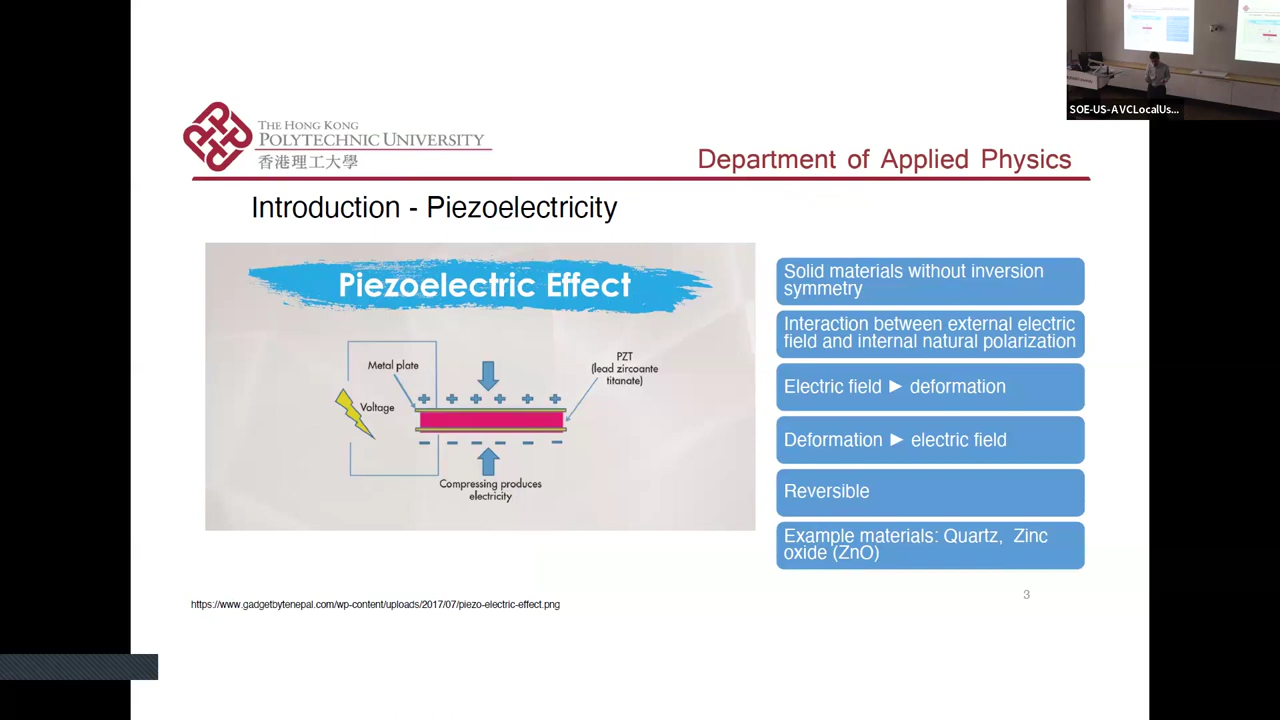 SOE-US-AVCLocalUs...
THE HONG KONG
POLYTECHNIC UNIVERSITY
香港理工大學
Department of Applied Physics
Introduction - Piezoelectricity
Piezoelectric Effect
Metal plate
Voltage
PZT
(lead zircoante
titanate)
Compressing produces
electricity
Solid materials without inversion
symmetry
Interaction between external electric
field and internal natural polarization
Electric field ► deformation
Deformation ► electric field
Reversible
Example materials: Quartz, Zinc
oxide (ZnO)
3
https://www.gadgetbytenepal.com/wp-content/uploads/2017/07/piezo-electric-effect.png